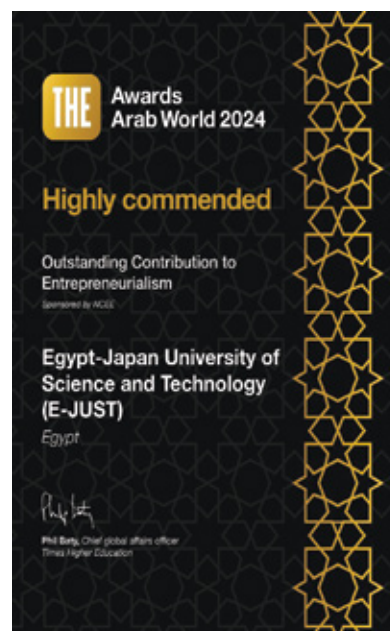 THE
Awards
Arab World 2024
Highly commended
Outstanding Contribution to
Entrepreneurialism
Sponsored by NCEE
Egypt-Japan University of
Science and Technology
(E-JUST)
Egypt
Phil Baty, Chief global affairs officer
Times Higher Education